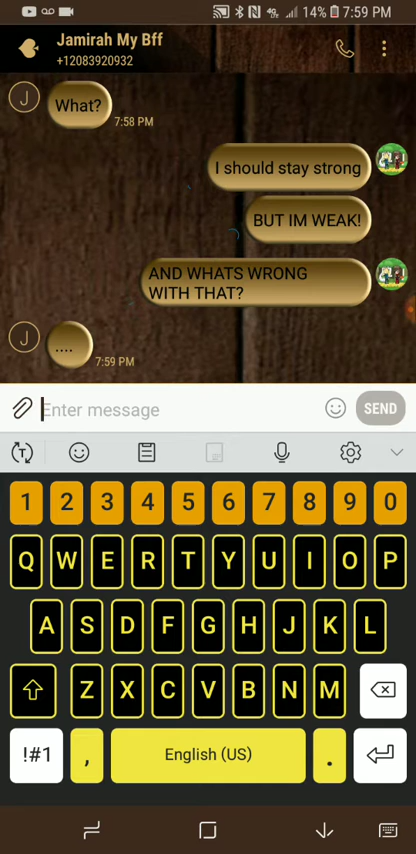 14% 7:59 PM
Jamirah My Bff
+12083920932
J
What?
7:58 PM
I should stay strong
BUT IM WEAK!
AND WHATS WRONG
WITH THAT?
J
....
7:59 PM
Enter message
SEND
T
1 2 3 4 5 6 7 8 9 0
Q W E R T Y U I O P
A S D F G H J K L
Z X C V B N M
!#1 , English (US) .